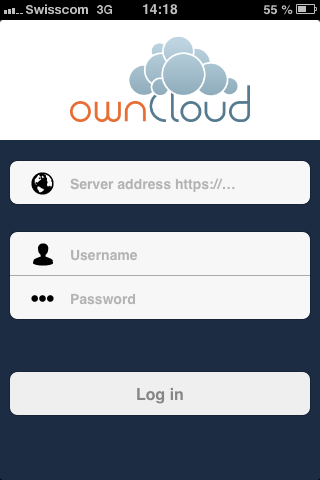 Swisscom 3G 14:18 55 %
ownCloud
Server address https://...
Username
Password
Log in